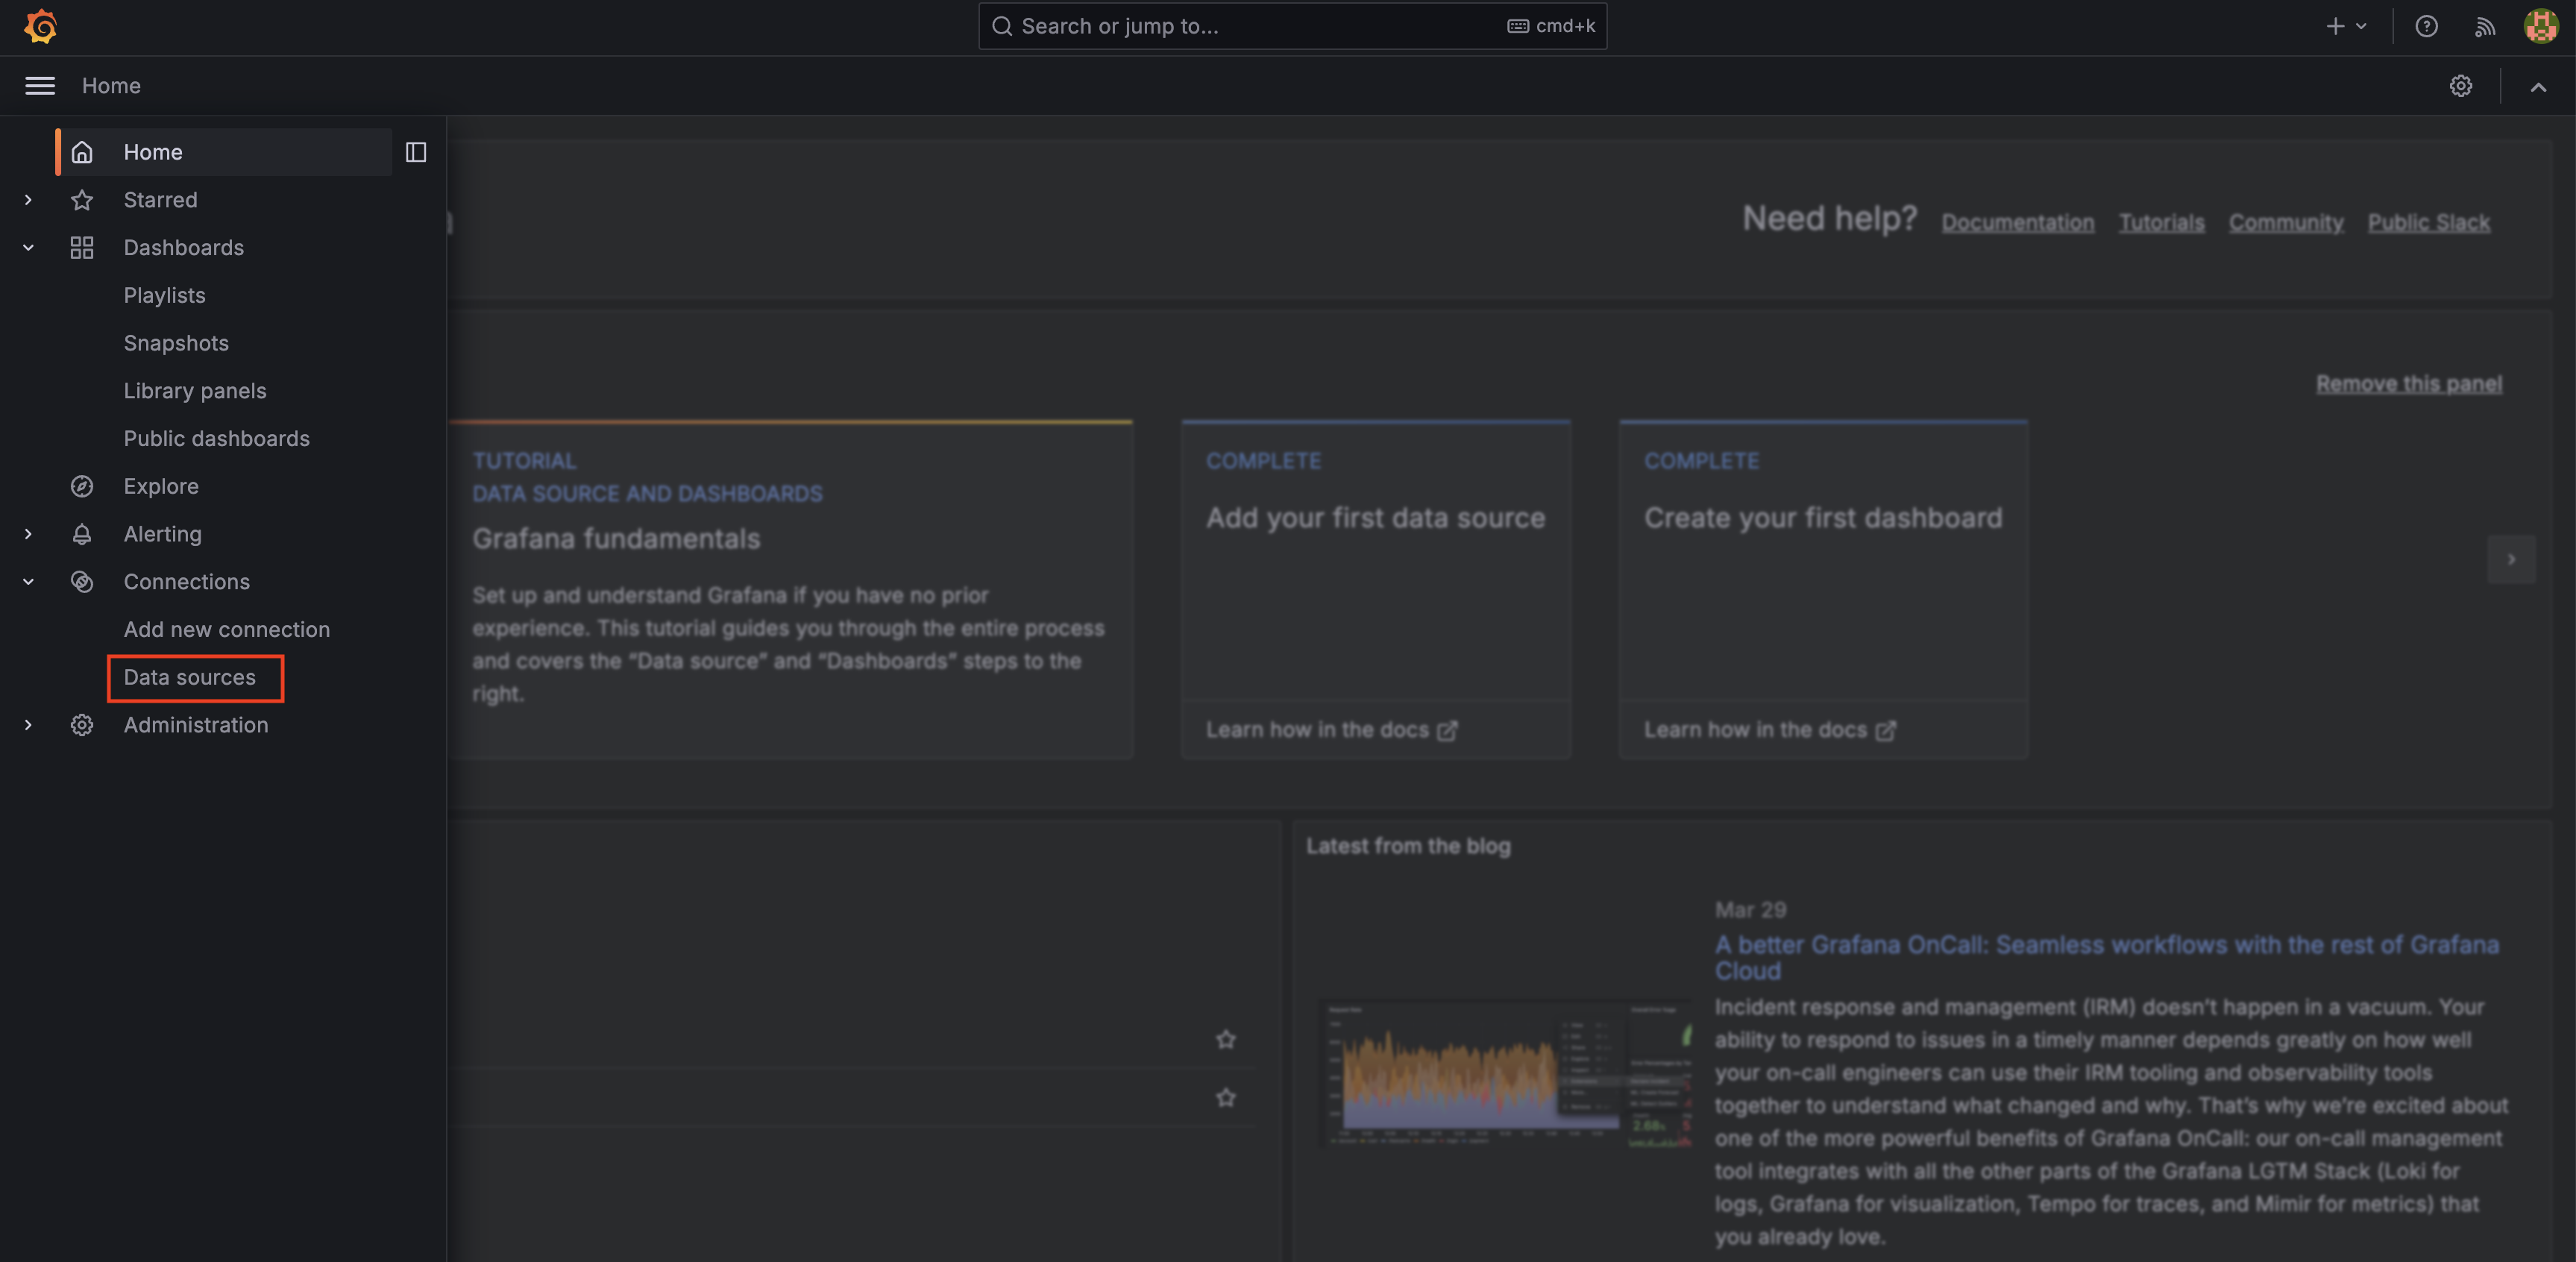 Search or jump to...
cmd+k
Home
Home
Starred
Dashboards
Playlists
Snapshots
Library panels
Public dashboards
Explore
Alerting
Connections
Add new connection
Data sources
Administration
Need help?
Documentation
Tutorials
Community
Public Slack
Remove this panel
TUTORIAL
DATA SOURCE AND DASHBOARDS
Grafana fundamentals
Set up and understand Grafana if you have no prior
experience. This tutorial guides you through the entire process
and covers the “Data source” and “Dashboards” steps to the
right.
COMPLETE
Add your first data source
Learn how in the docs
COMPLETE
Create your first dashboard
Learn how in the docs
Latest from the blog
Mar 29
A better Grafana OnCall: Seamless workflows with the rest of Grafana
Cloud
Incident response and management (IRM) doesn’t happen in a vacuum. Your
ability to respond to issues in a timely manner depends greatly on how well
your on-call engineers can use their IRM tooling and observability tools
together to understand what changed and why. That’s why we’re excited about
one of the more powerful benefits of Grafana OnCall: our on-call management
tool integrates with all the other parts of the Grafana LGTM Stack (Loki for
logs, Grafana for visualization, Tempo for traces, and Mimir for metrics) that
you already love.